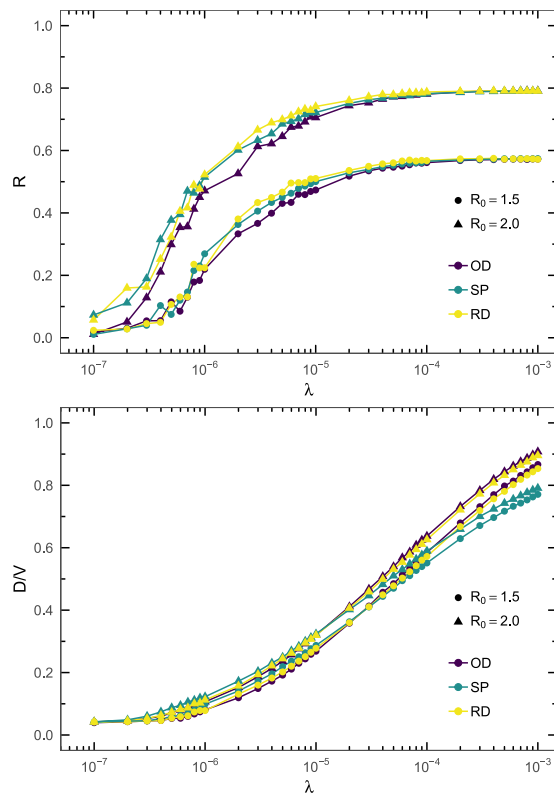 1.0
0.8
0.6
0.4
0.2
0.0
R
R₀ = 1.5
R₀ = 2.0
OD
SP
RD
10⁻⁷ 10⁻⁶ 10⁻⁵ 10⁻⁴ 10⁻³
λ
1.0
0.8
0.6
0.4
0.2
0.0
D/V
R₀ = 1.5
R₀ = 2.0
OD
SP
RD
10⁻⁷ 10⁻⁶ 10⁻⁵ 10⁻⁴ 10⁻³
λ